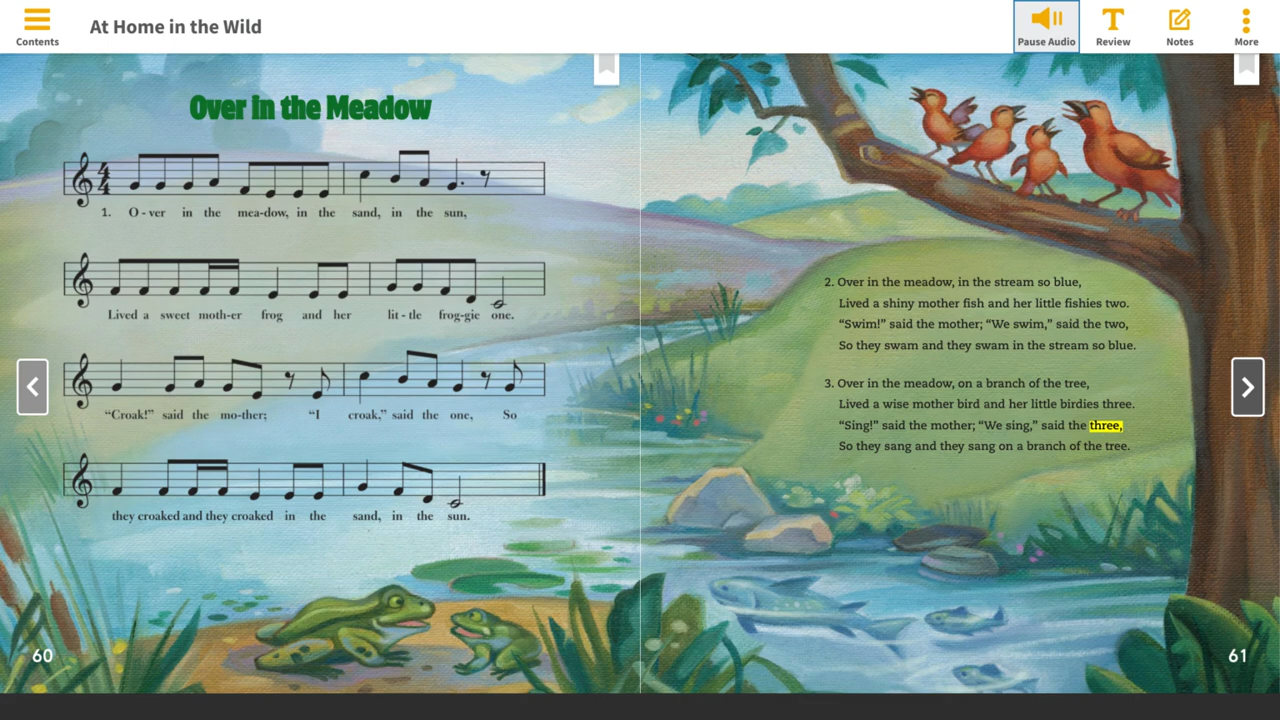 Contents
At Home in the Wild
Pause Audio
Review
Notes
More
Over in the Meadow
1. O - ver in the mea-dow, in the sand, in the sun,
Lived a sweet moth-er frog and her lit - tle frog-gie one.
“Croak!” said the mo-ther; “I croak,” said the one, So
they croaked and they croaked in the sand, in the sun.
60
2. Over in the meadow, in the stream so blue,
Lived a shiny mother fish and her little fishies two.
“Swim!” said the mother; “We swim,” said the two,
So they swam and they swam in the stream so blue.
3. Over in the meadow, on a branch of the tree,
Lived a wise mother bird and her little birdies three.
“Sing!” said the mother; “We sing,” said the three,
So they sang and they sang on a branch of the tree.
61